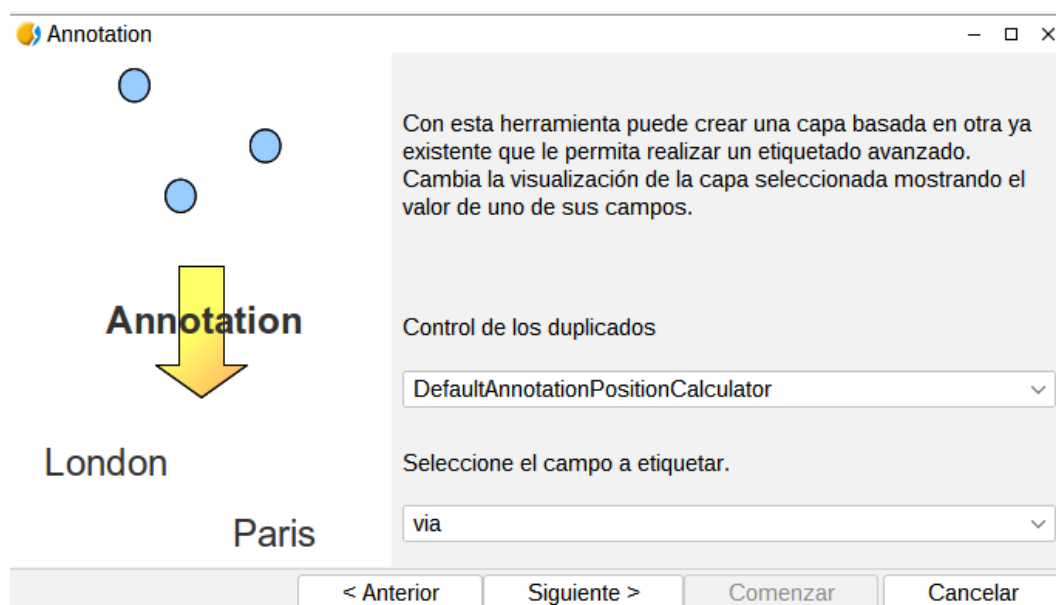 Annotation
Con esta herramienta puede crear una capa basada en otra ya
existente que le permita realizar un etiquetado avanzado.
Cambia la visualización de la capa seleccionada mostrando el
valor de uno de sus campos.
Annotation
Control de los duplicados
DefaultAnnotationPositionCalculator
London
Seleccione el campo a etiquetar.
Paris
via
< Anterior
Siguiente >
Comenzar
Cancelar